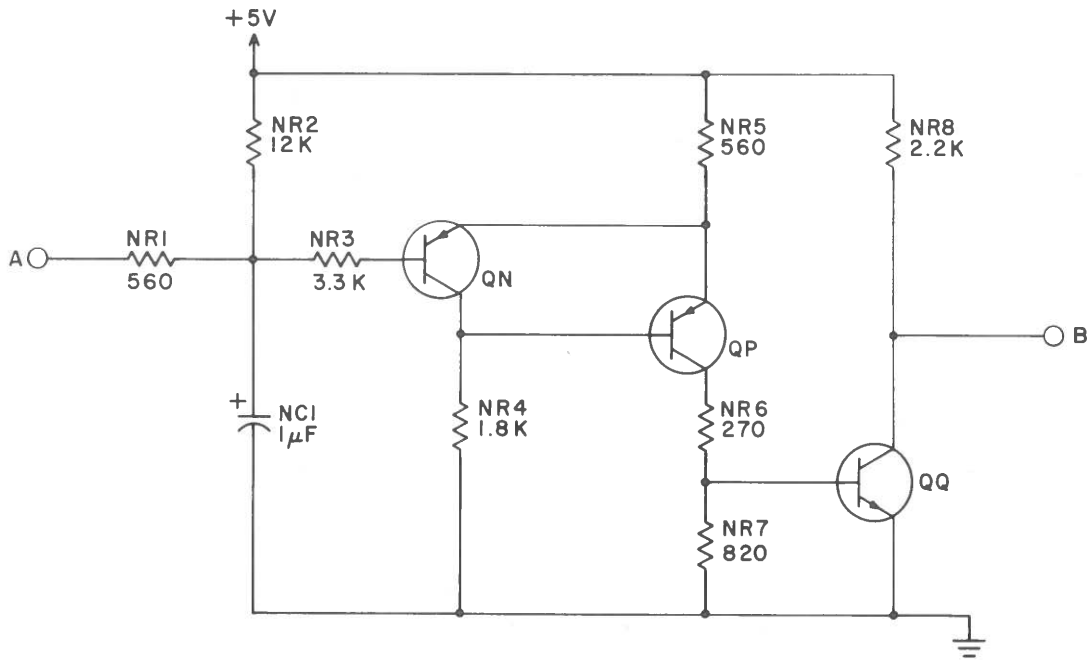 +5V
NR2
12K
NR5
560
NR8
2.2K
A
NR1
560
NR3
3.3K
QN
QP
B
+
NC1
1µF
NR4
1.8K
NR6
270
QQ
NR7
820